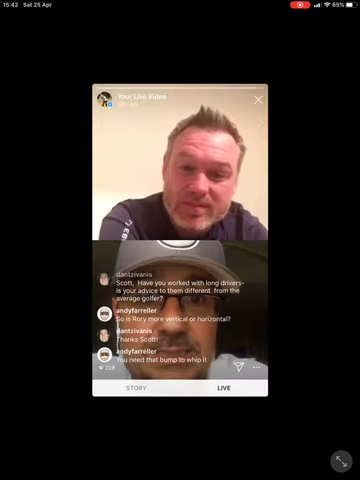 15:42 Sat 25 Apr
65%
Your Live Video
dantzivanis
Scott, Have you worked with long drivers-
is your advice to them different from the
average golfer?
andyfarreller
So is Rory more vertical or horizontal?
dantzivanis
Thanks Scott!
andyfarreller
You need that bump to whip it
228
STORY
LIVE